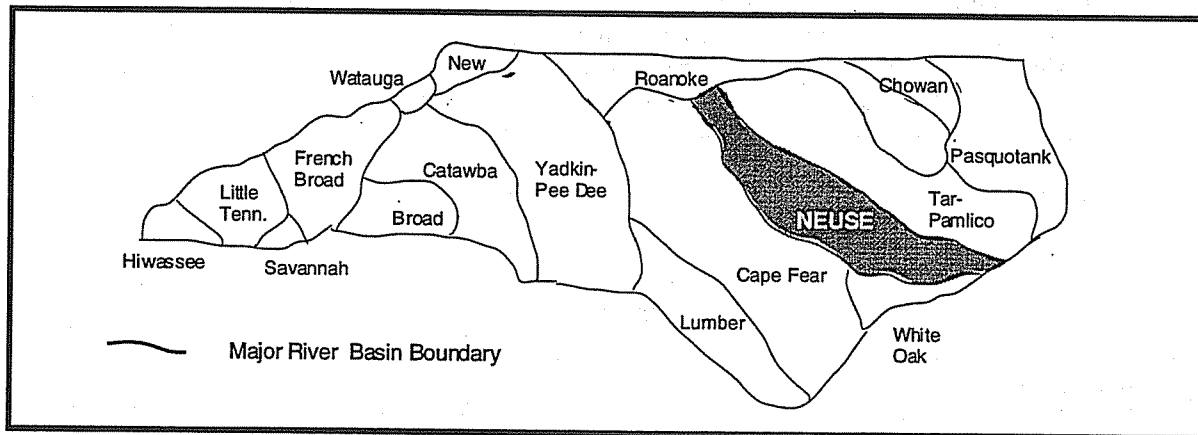 New
Watauga
Roanoke
Chowan
French
Broad
Catawba
Yadkin-
Pee Dee
Pasquotank
Little
Tenn.
Broad
NEUSE
Tar-
Pamlico
Hiwassee
Savannah
Cape Fear
Lumber
White
Oak
Major River Basin Boundary